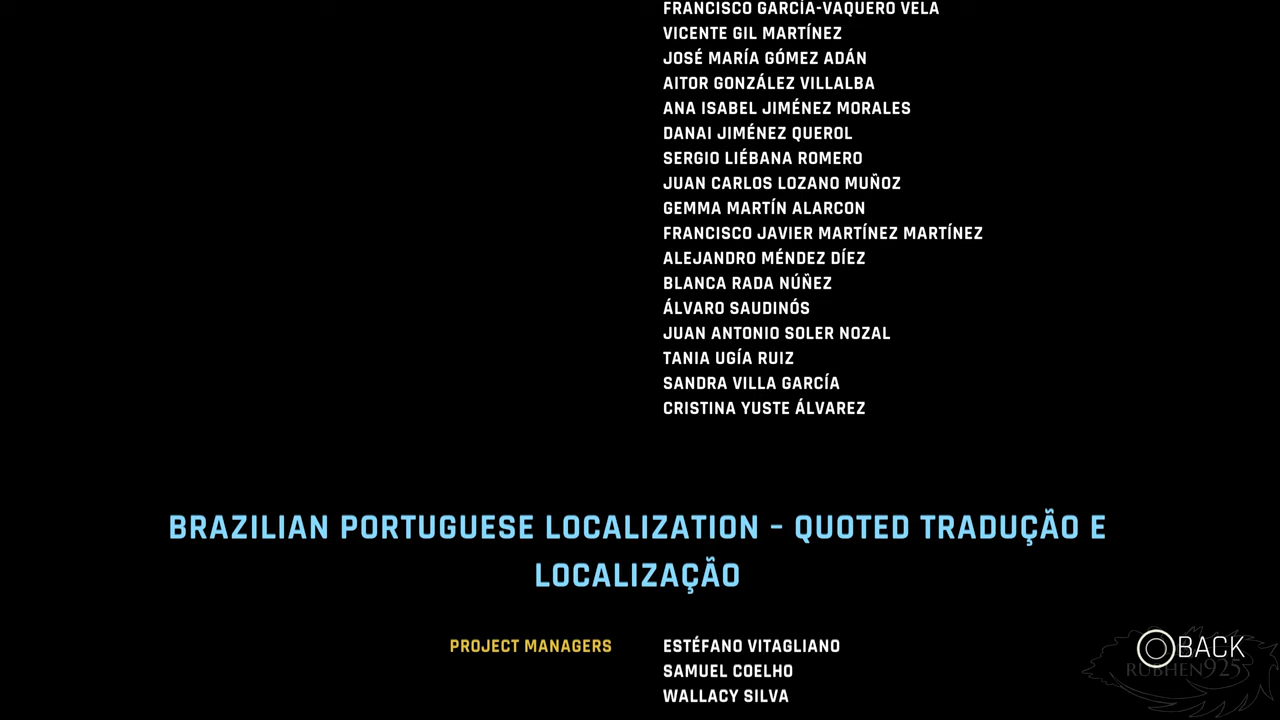 FRANCISCO GARCÍA-VAQUERO VELA
VICENTE GIL MARTÍNEZ
JOSÉ MARÍA GÓMEZ ADÁN
AITOR GONZÁLEZ VILLALBA
ANA ISABEL JIMÉNEZ MORALES
DANAI JIMÉNEZ QUEROL
SERGIO LIÉBANA ROMERO
JUAN CARLOS LOZANO MUÑOZ
GEMMA MARTÍN ALARCON
FRANCISCO JAVIER MARTÍNEZ MARTÍNEZ
ALEJANDRO MÉNDEZ DÍEZ
BLANCA RADA NÚÑEZ
ÁLVARO SAUDINÓS
JUAN ANTONIO SOLER NOZAL
TANIA UGÍA RUIZ
SANDRA VILLA GARCÍA
CRISTINA YUSTE ÁLVAREZ
BRAZILIAN PORTUGUESE LOCALIZATION - QUOTED TRADUÇÃO E
LOCALIZAÇÃO
PROJECT MANAGERS ESTÉFANO VITAGLIANO
SAMUEL COELHO
WALLACY SILVA
BACK
RUBHEN925